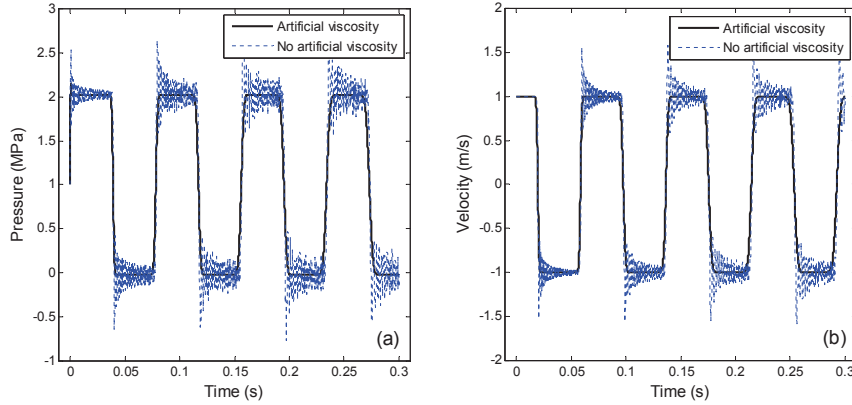 3
2.5
2
1.5
1
0.5
0
-0.5
-1
Pressure (MPa)
Artificial viscosity
No artificial viscosity
(a)
0 0.05 0.1 0.15 0.2 0.25 0.3
Time (s)
2
1.5
1
0.5
0
-0.5
-1
-1.5
-2
Velocity (m/s)
Artificial viscosity
No artificial viscosity
(b)
0 0.05 0.1 0.15 0.2 0.25 0.3
Time (s)